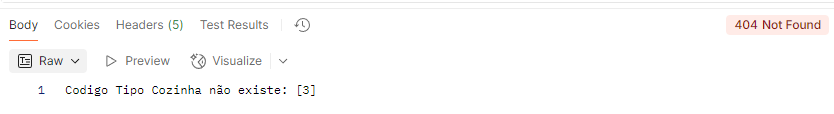 Body Cookies Headers (5) Test Results 404 Not Found
Raw Preview Visualize
1 Codigo Tipo Cozinha não existe: [3]